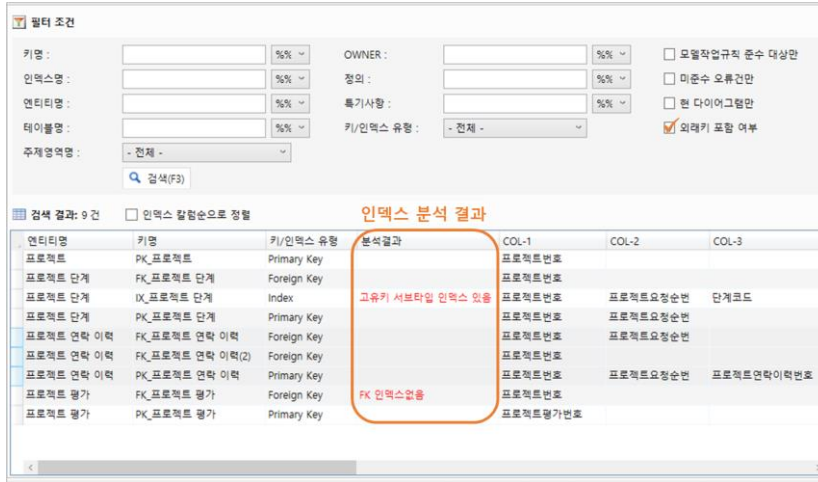 필터 조건
키명 : %% OWNER : %% 모델작업규칙 준수 대상만
인덱스명 : %% 정의 : %% 미준수 오류건만
엔티티명 : %% 특기사항 : %% 현 다이어그램만
테이블명 : %% 키/인덱스 유형 : - 전체 - 외래키 포함 여부
주제영역명 : - 전체 -
검색(F3)
검색 결과: 9 건 인덱스 칼럼순으로 정렬 인덱스 분석 결과
엔티티명 키명 키/인덱스 유형 분석결과 COL-1 COL-2 COL-3
프로젝트 PK_프로젝트 Primary Key 프로젝트번호
프로젝트 단계 FK_프로젝트 단계 Foreign Key 프로젝트번호
프로젝트 단계 IX_프로젝트 단계 Index 고유키 서브타입 인덱스 있음 프로젝트번호 프로젝트요청순번 단계코드
프로젝트 단계 PK_프로젝트 단계 Primary Key 프로젝트번호 프로젝트요청순번
프로젝트 연락 이력 FK_프로젝트 연락 이력 Foreign Key 프로젝트번호 프로젝트요청순번
프로젝트 연락 이력 FK_프로젝트 연락 이력(2) Foreign Key 프로젝트번호
프로젝트 연락 이력 PK_프로젝트 연락 이력 Primary Key 프로젝트번호 프로젝트요청순번 프로젝트연락이력번호
프로젝트 평가 FK_프로젝트 평가 Foreign Key FK 인덱스없음 프로젝트번호
프로젝트 평가 PK_프로젝트 평가 Primary Key 프로젝트평가번호